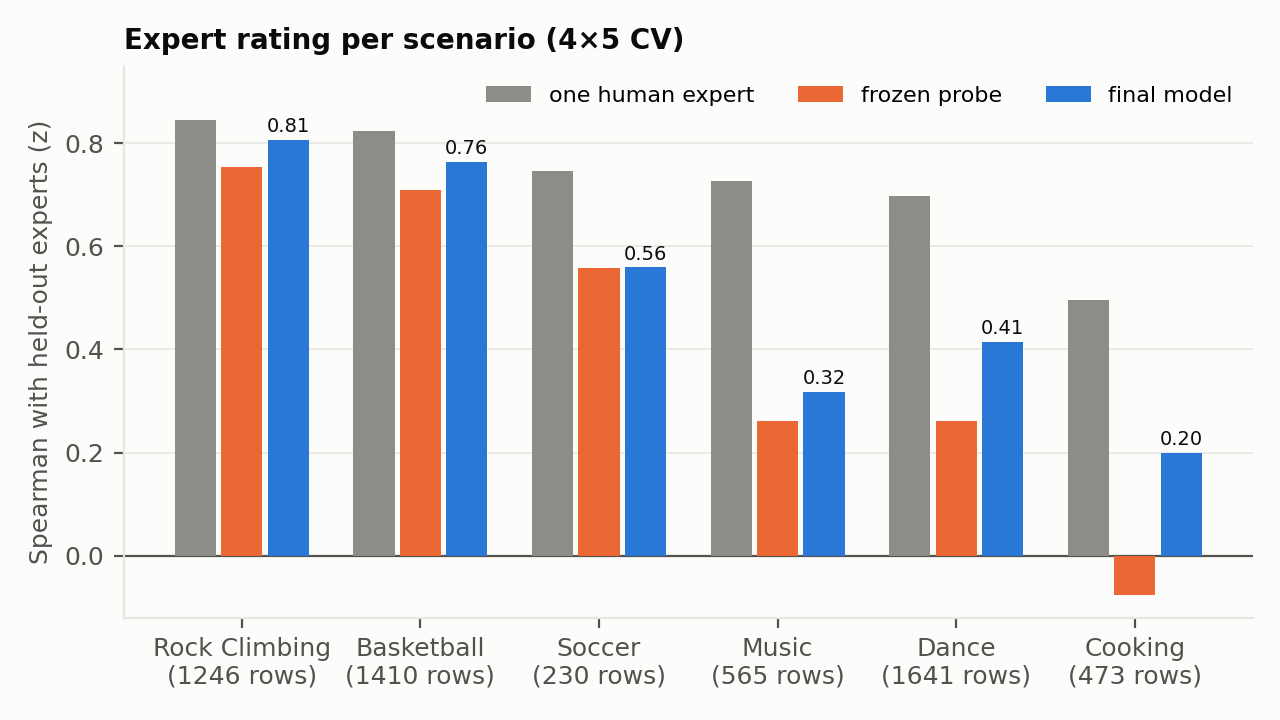 Expert rating per scenario (4×5 CV)
one human expert
frozen probe
final model
Spearman with held-out experts (z)
0.8
0.6
0.4
0.2
0.0
0.81
0.76
0.56
0.32
0.41
0.20
Rock Climbing
(1246 rows)
Basketball
(1410 rows)
Soccer
(230 rows)
Music
(565 rows)
Dance
(1641 rows)
Cooking
(473 rows)